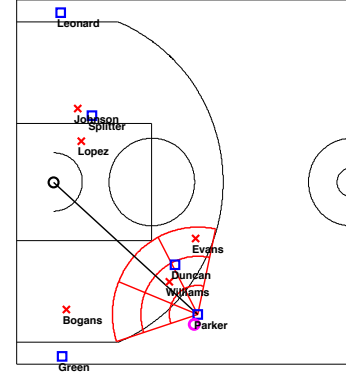 Leonard
Johnson
Splitter
Lopez
Evans
Duncan
Williams
Bogans
Parker
Green